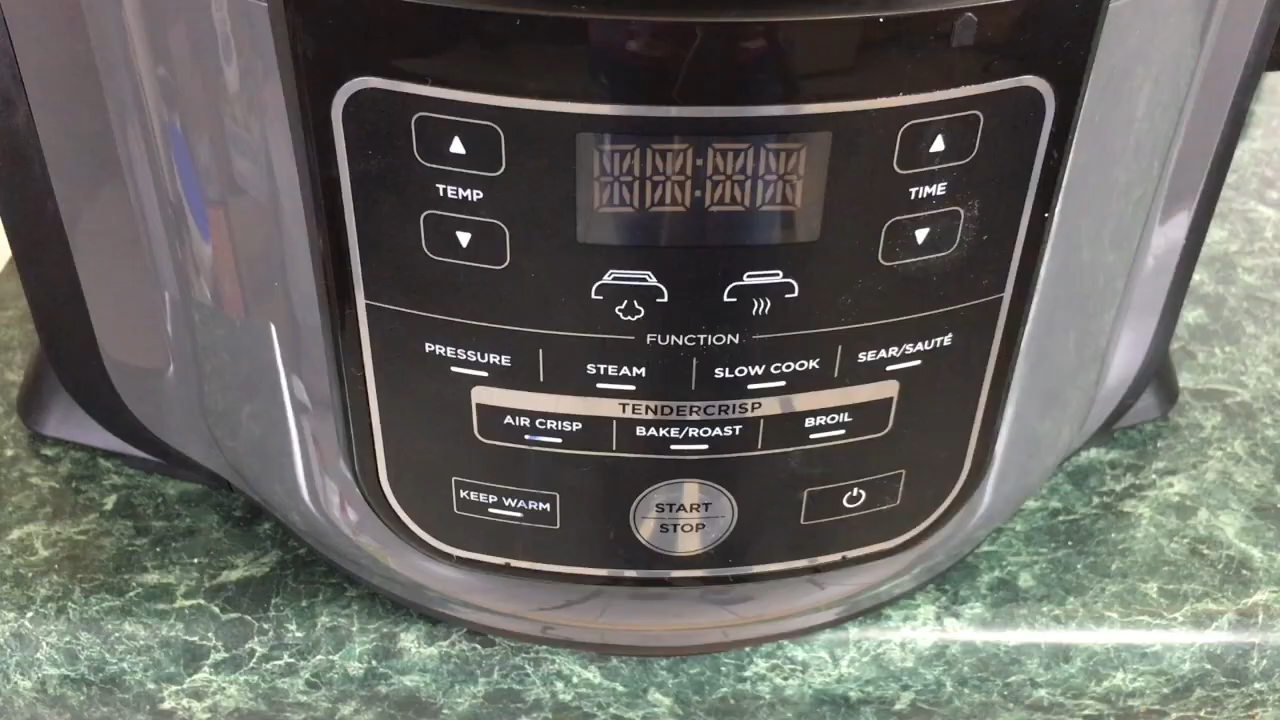 TEMP
TIME
FUNCTION
PRESSURE
STEAM
SLOW COOK
SEAR/SAUTÉ
TENDERCRISP
AIR CRISP
BAKE/ROAST
BROIL
KEEP WARM
START
STOP